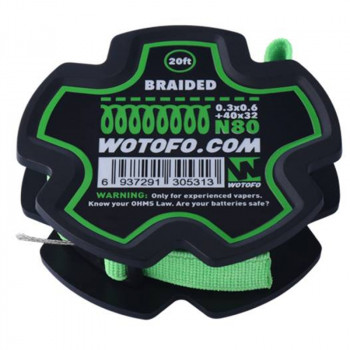 20ft
BRAIDED
0.3x0.6
+40x32
N80
WOTOFO.COM
6 937291 305313
WOTOFO
WARNING: Only for experienced vapers.
Know your OHMS Law. Are your batteries safe?